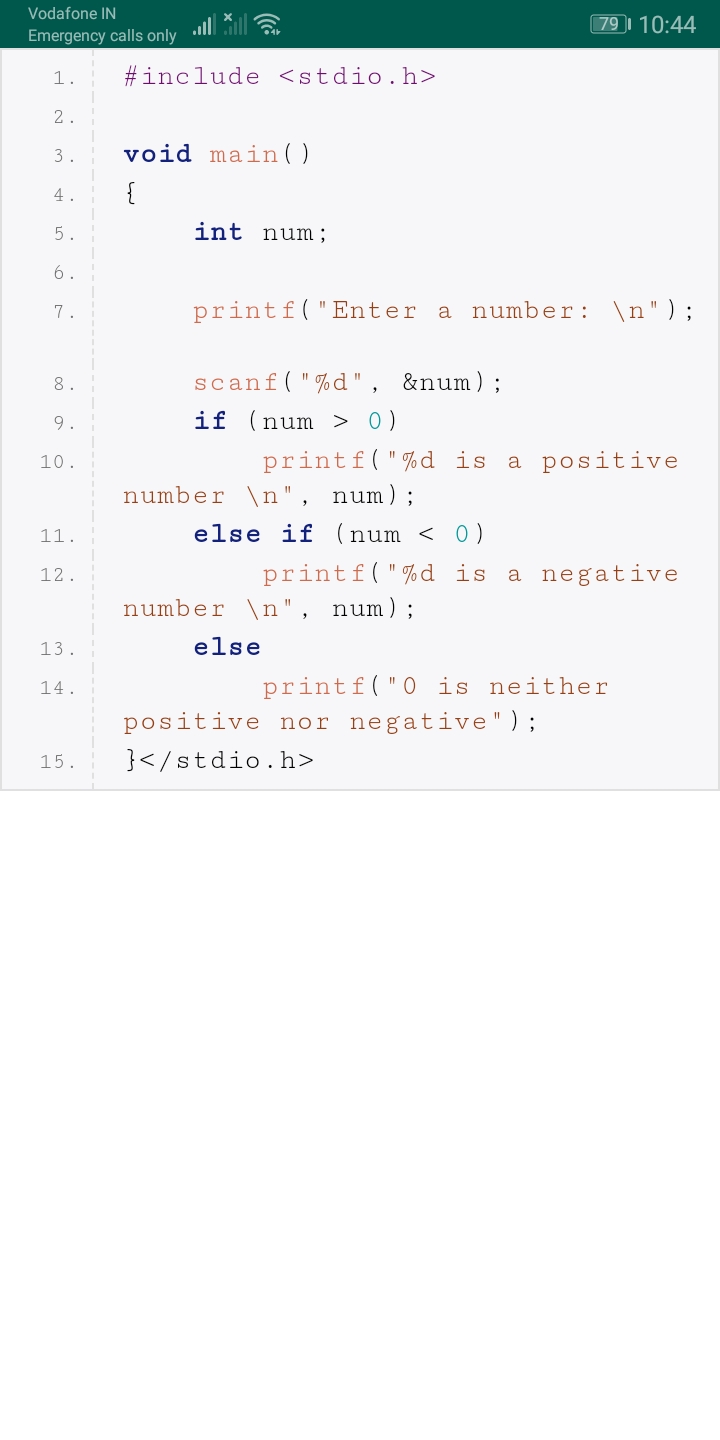 Vodafone IN
Emergency calls only
79 10:44
1. #include <stdio.h>
2.
3. void main()
4. {
5. int num;
6.
7. printf("Enter a number: \n");
8. scanf("%d", &num);
9. if (num > 0)
10. printf("%d is a positive
number \n", num);
11. else if (num < 0)
12. printf("%d is a negative
number \n", num);
13. else
14. printf("0 is neither
positive nor negative");
15. }</stdio.h>